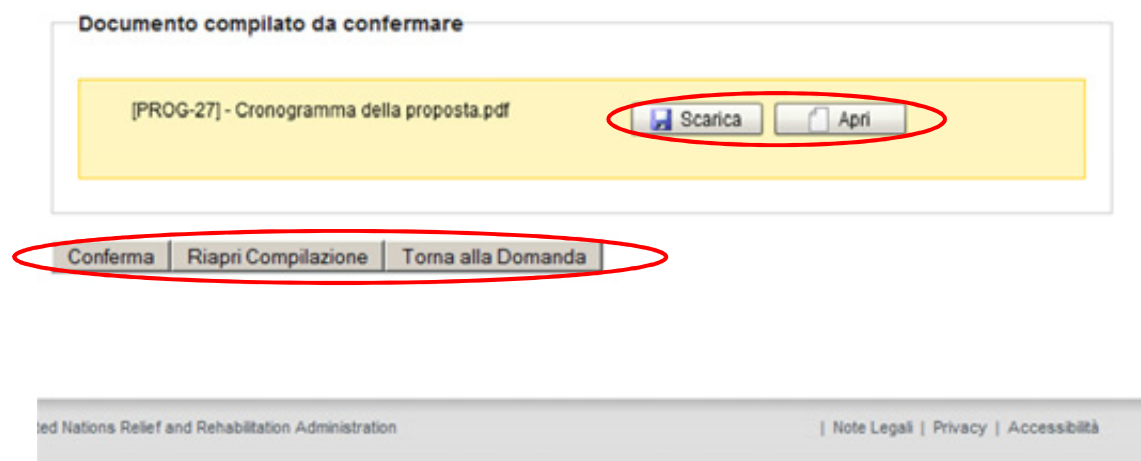 Documento compilato da confermare
[PROG-27] - Cronogramma della proposta.pdf Scarica Apri
Conferma Riapri Compilazione Torna alla Domanda
Nations Relief and Rehabilitation Administration | Note Legali | Privacy | Accessibilità